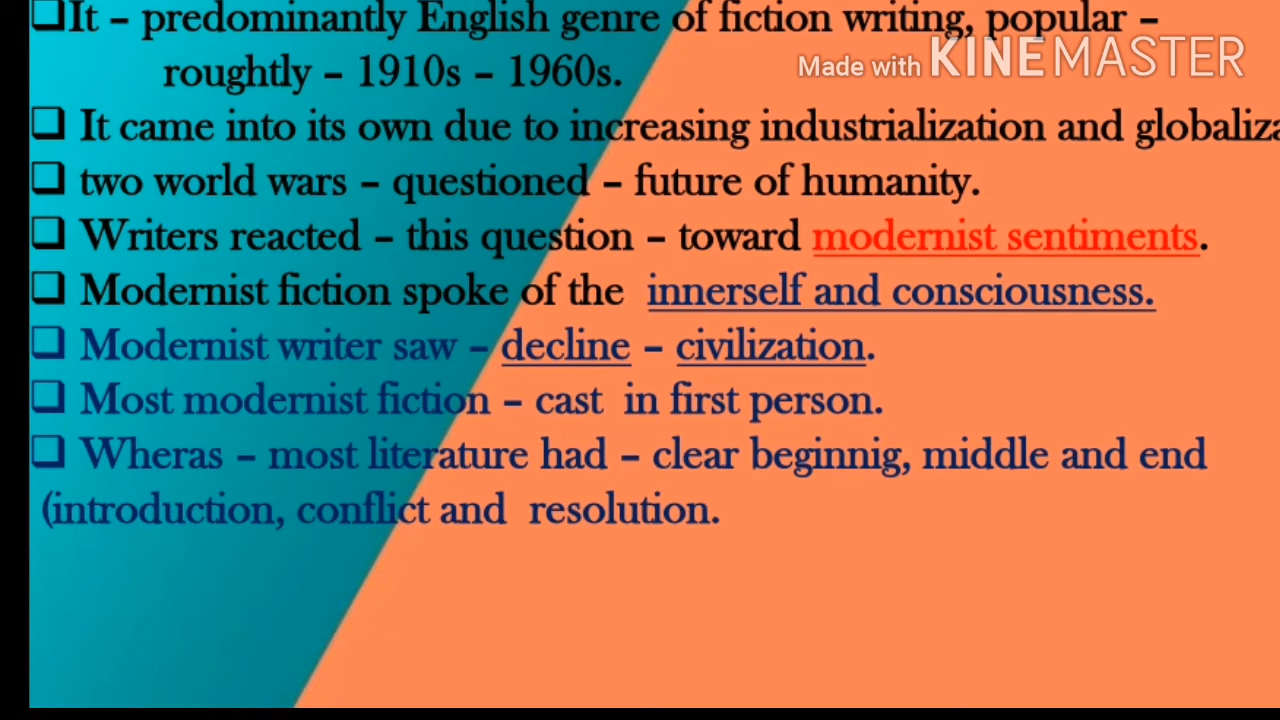 It – predominantly English genre of fiction writing, popular –
roughtly – 1910s – 1960s.
Made with KINEMASTER
It came into its own due to increasing industrialization and
two world wars – questioned – future of humanity.
Writers reacted – this question – toward modernist sentiments.
Modernist fiction spoke of the innerself and consciousness.
Modernist writer saw – decline – civilization.
Most modernist fiction – cast in first person.
Wheras – most literature had – clear beginnig, middle and end
(introduction, conflict and resolution.